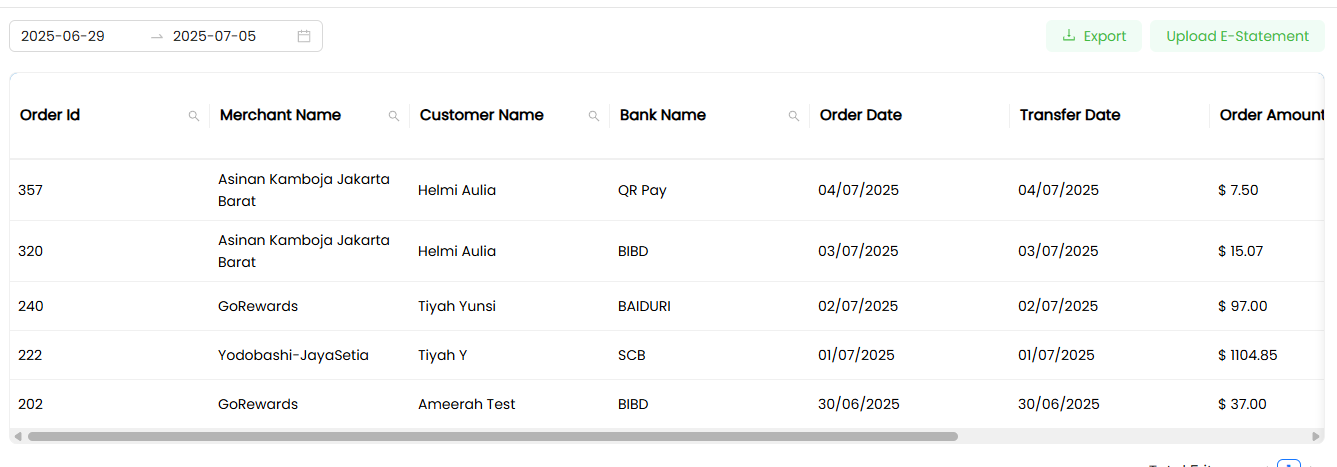 2025-06-29 → 2025-07-05
Export
Upload E-Statement
Order Id Merchant Name Customer Name Bank Name Order Date Transfer Date Order Amount
357 Asinan Kamboja Jakarta Barat Helmi Aulia QR Pay 04/07/2025 04/07/2025 $ 7.50
320 Asinan Kamboja Jakarta Barat Helmi Aulia BIBD 03/07/2025 03/07/2025 $ 15.07
240 GoRewards Tiyah Yunsi BAIDURI 02/07/2025 02/07/2025 $ 97.00
222 Yodobashi-JayaSetia Tiyah Y SCB 01/07/2025 01/07/2025 $ 1104.85
202 GoRewards Ameerah Test BIBD 30/06/2025 30/06/2025 $ 37.00